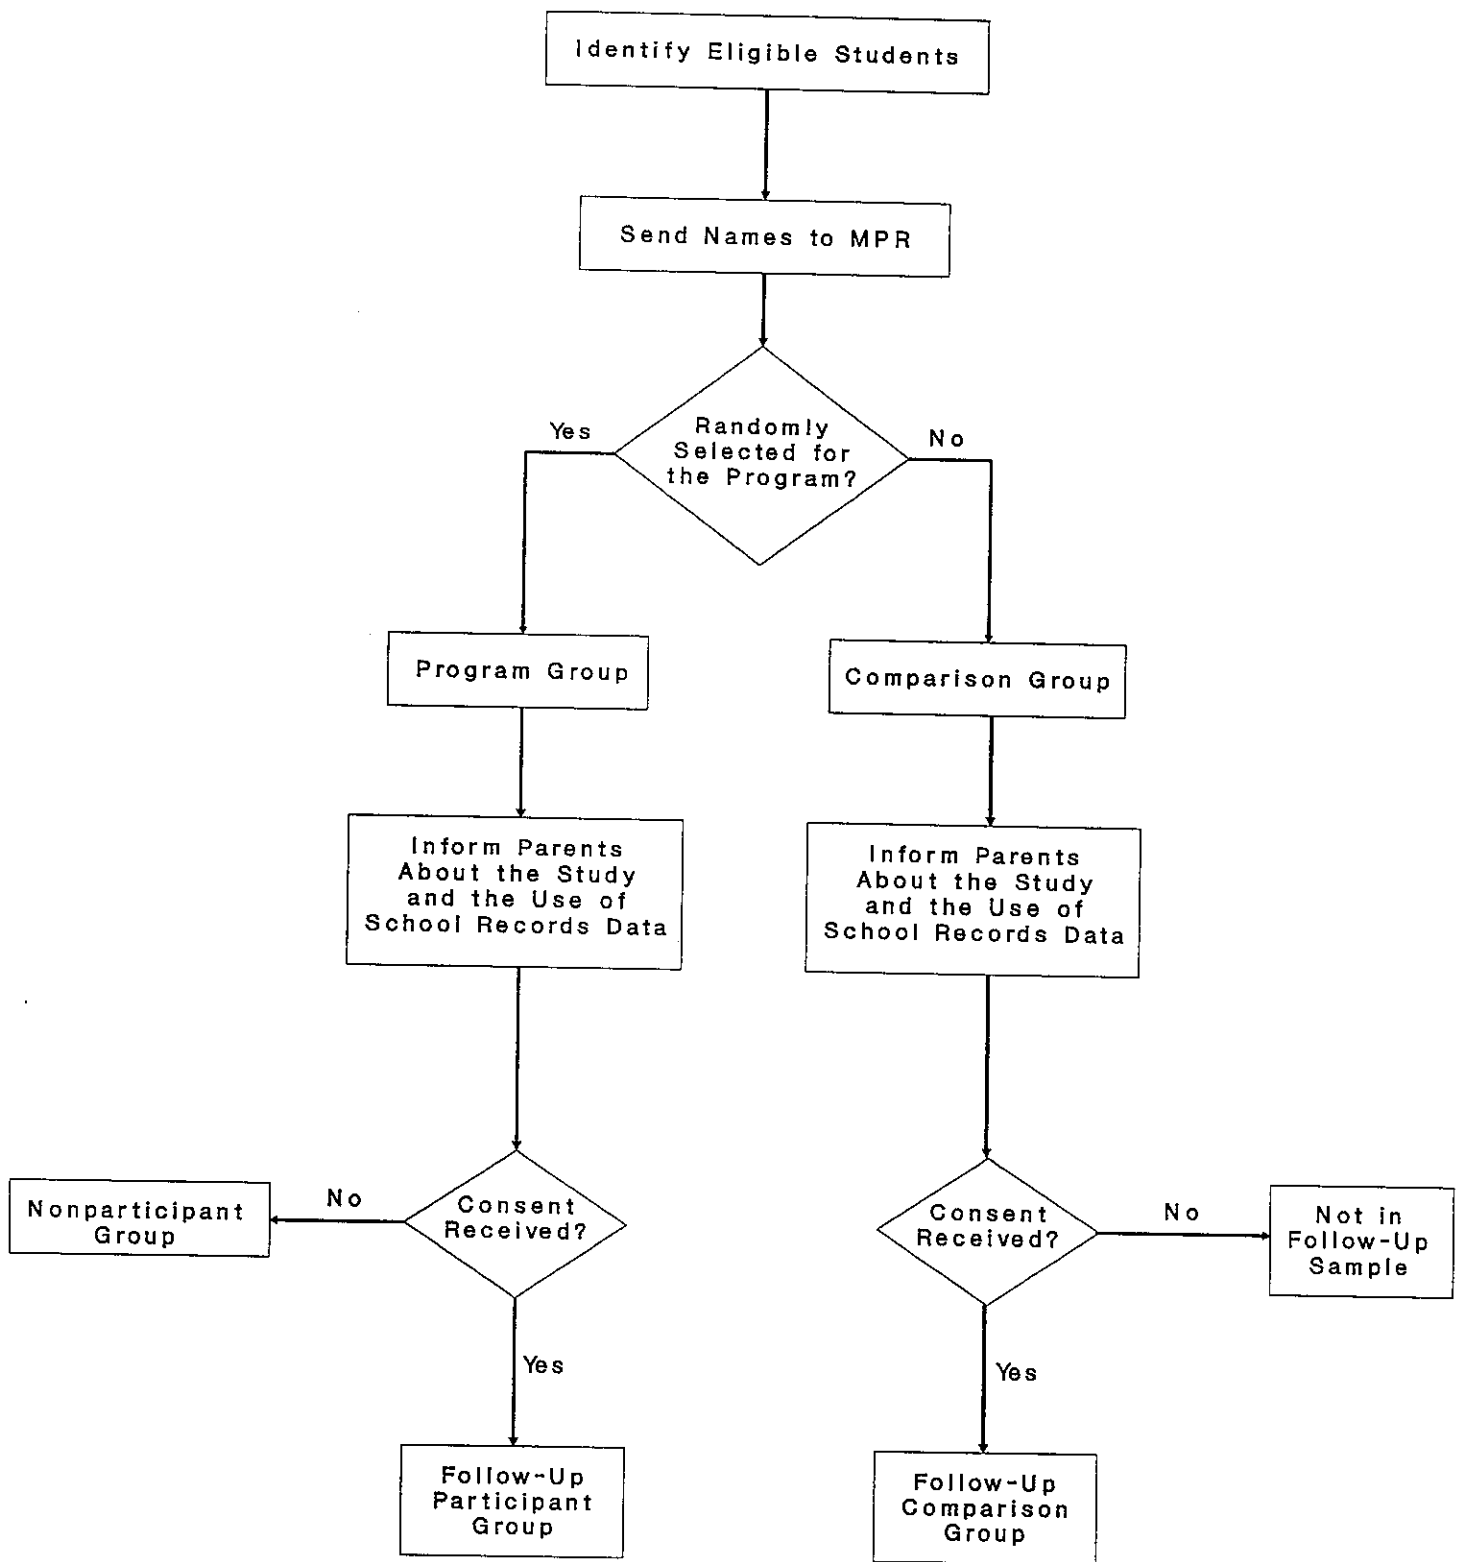 Identify Eligible Students
Send Names to MPR
Randomly
Selected for
the Program?
Yes
No
Program Group
Comparison Group
Inform Parents
About the Study
and the Use of
School Records Data
Inform Parents
About the Study
and the Use of
School Records Data
Consent
Received?
No
Nonparticipant
Group
Yes
Follow-Up
Participant
Group
Consent
Received?
No
Not in
Follow-Up
Sample
Yes
Follow-Up
Comparison
Group